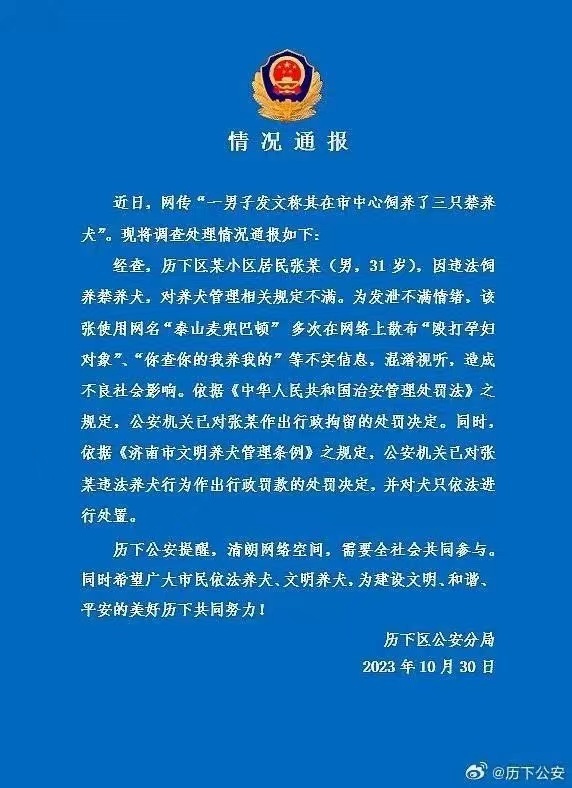 情况通报
近日，网传“一男子发文称其在市中心饲养了三只禁养
犬”。现将调查处理情况通报如下：
经查，历下区某小区居民张某（男，31岁），因违法饲
养禁养犬，对养犬管理相关规定不满。为发泄不满情绪，该
张使用网名“泰山麦兜巴顿” 多次在网络上散布“殴打孕妇
对象”、“你查你的我养我的”等不实信息，混淆视听，造成
不良社会影响。依据《中华人民共和国治安管理处罚法》之
规定，公安机关已对张某作出行政拘留的处罚决定。同时，
依据《济南市文明养犬管理条例》之规定，公安机关已对张
某违法养犬行为作出行政罚款的处罚决定，并对犬只依法进
行处置。
历下公安提醒，清朗网络空间，需要全社会共同参与。
同时希望广大市民依法养犬、文明养犬，为建设文明、和谐、
平安的美好历下共同努力！
历下区公安分局
2023年10月30日
@历下公安